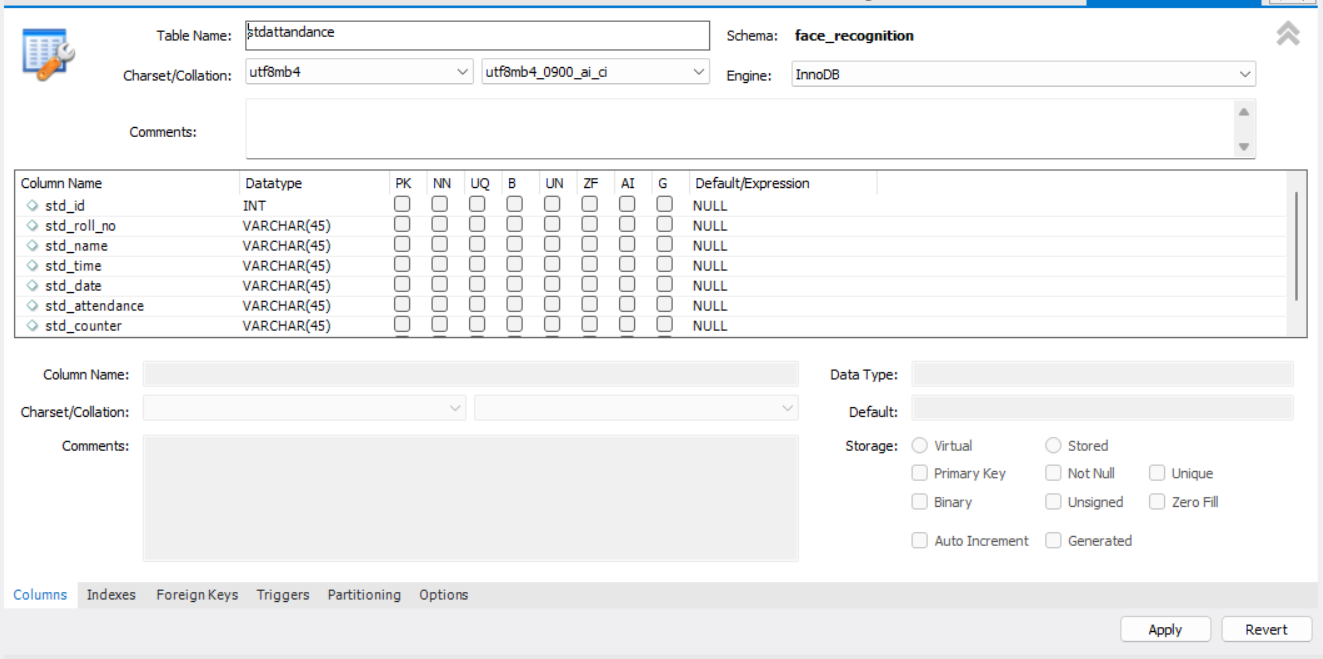 Table Name: stdattandance Schema: face_recognition
Charset/Collation: utf8mb4 utf8mb4_0900_ai_ci Engine: InnoDB
Comments:
Column Name Datatype PK NN UQ B UN ZF AI G Default/Expression
std_id INT NULL
std_roll_no VARCHAR(45) NULL
std_name VARCHAR(45) NULL
std_time VARCHAR(45) NULL
std_date VARCHAR(45) NULL
std_attendance VARCHAR(45) NULL
std_counter VARCHAR(45) NULL
Column Name: Data Type:
Charset/Collation: Default:
Comments: Storage: Virtual Stored
Primary Key Not Null Unique
Binary Unsigned Zero Fill
Auto Increment Generated
Columns Indexes Foreign Keys Triggers Partitioning Options
Apply Revert